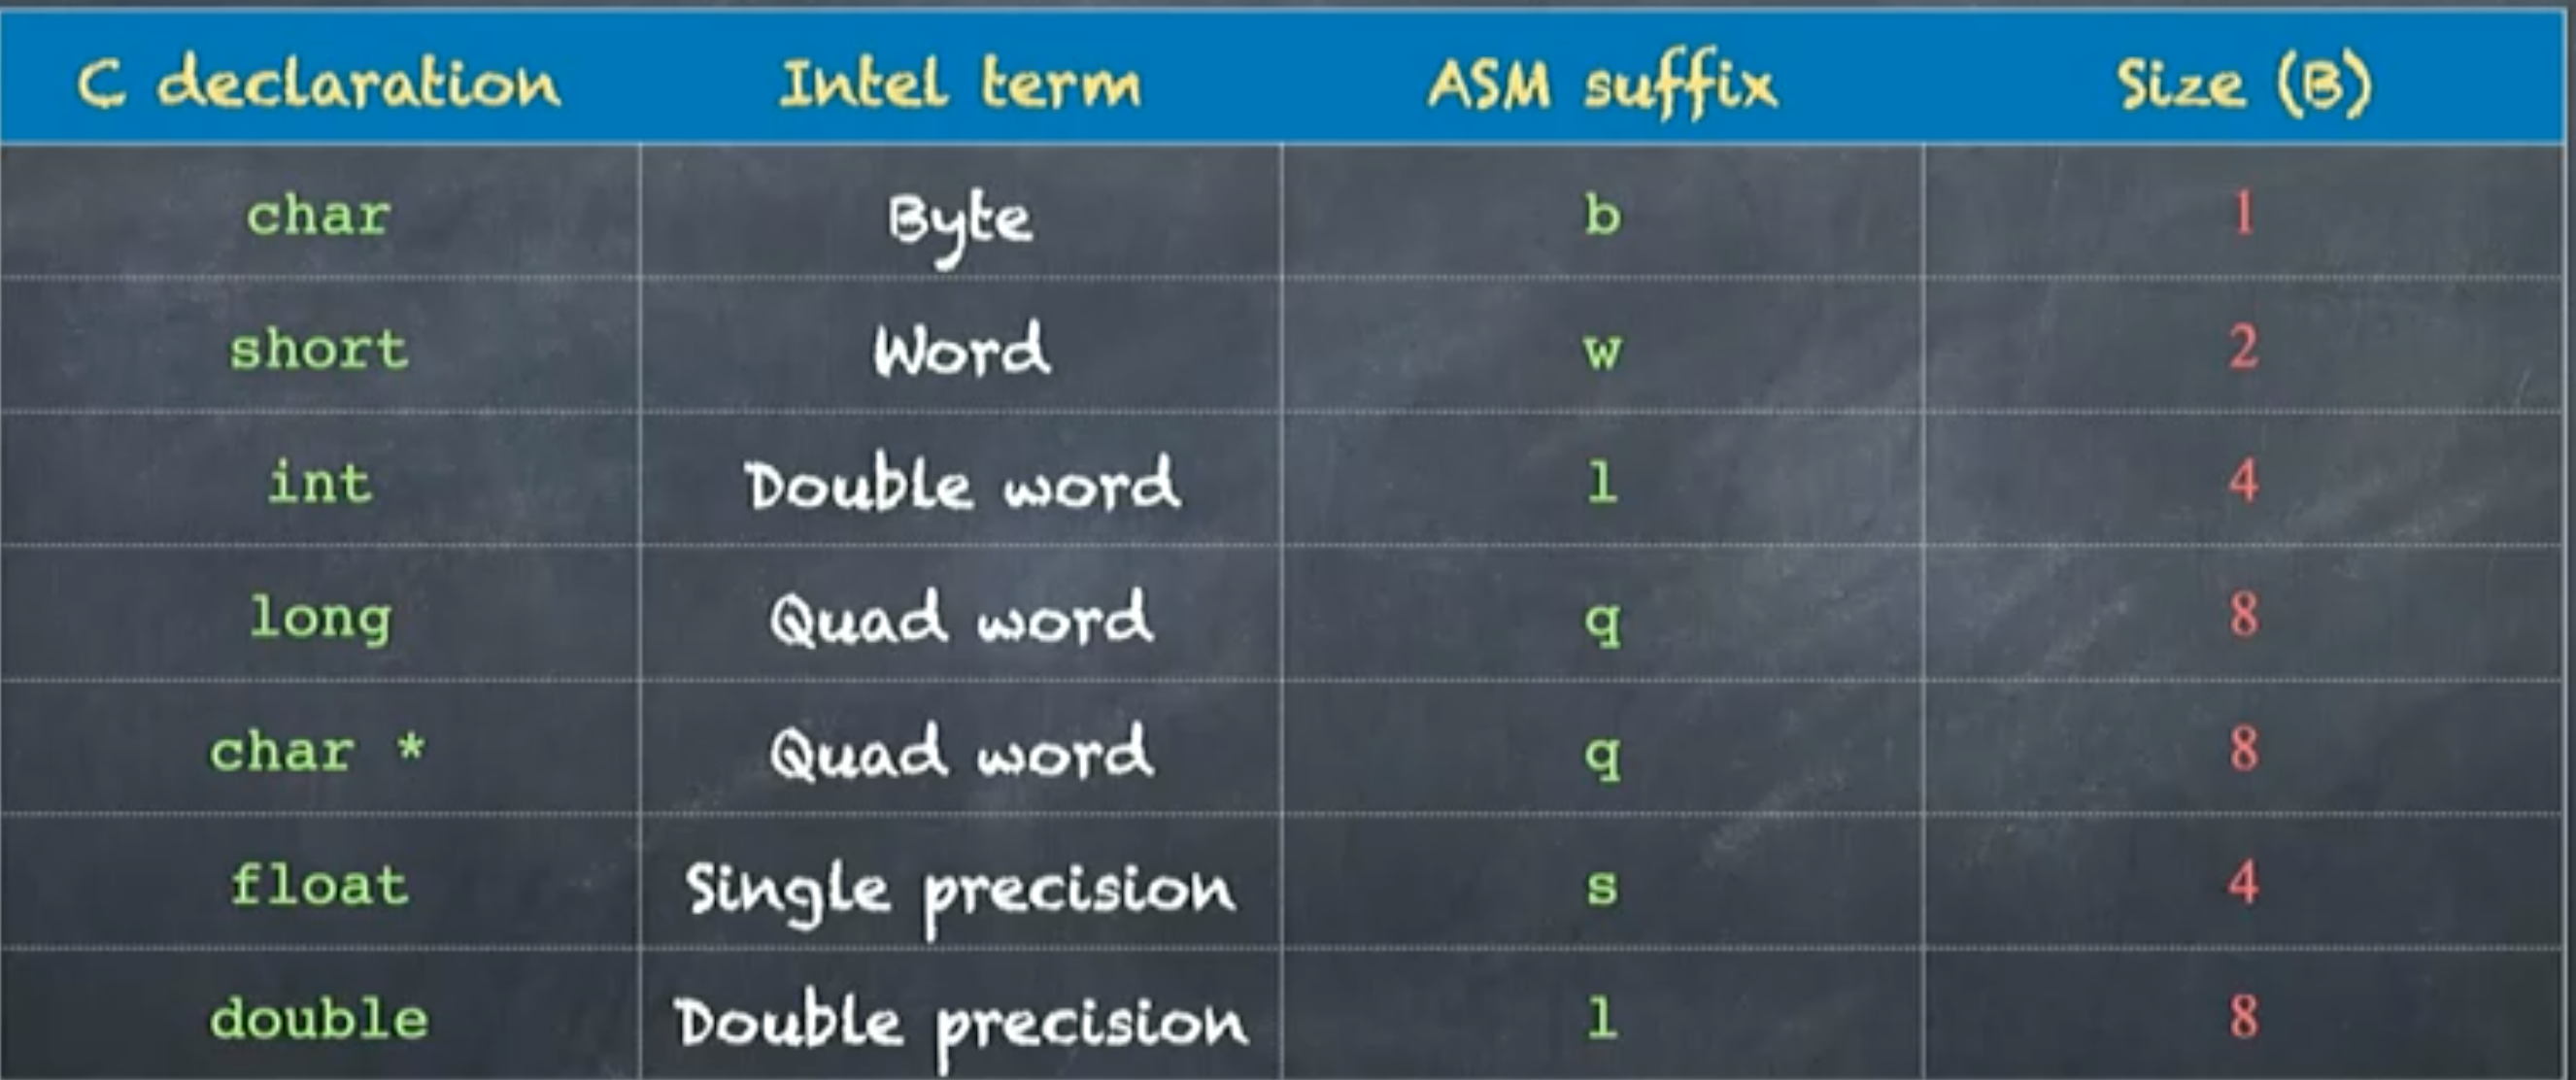 C declaration Intel term ASM suffix Size (B)
char Byte b 1
short Word w 2
int Double word l 4
long Quad word q 8
char * Quad word q 8
float Single precision s 4
double Double precision l 8